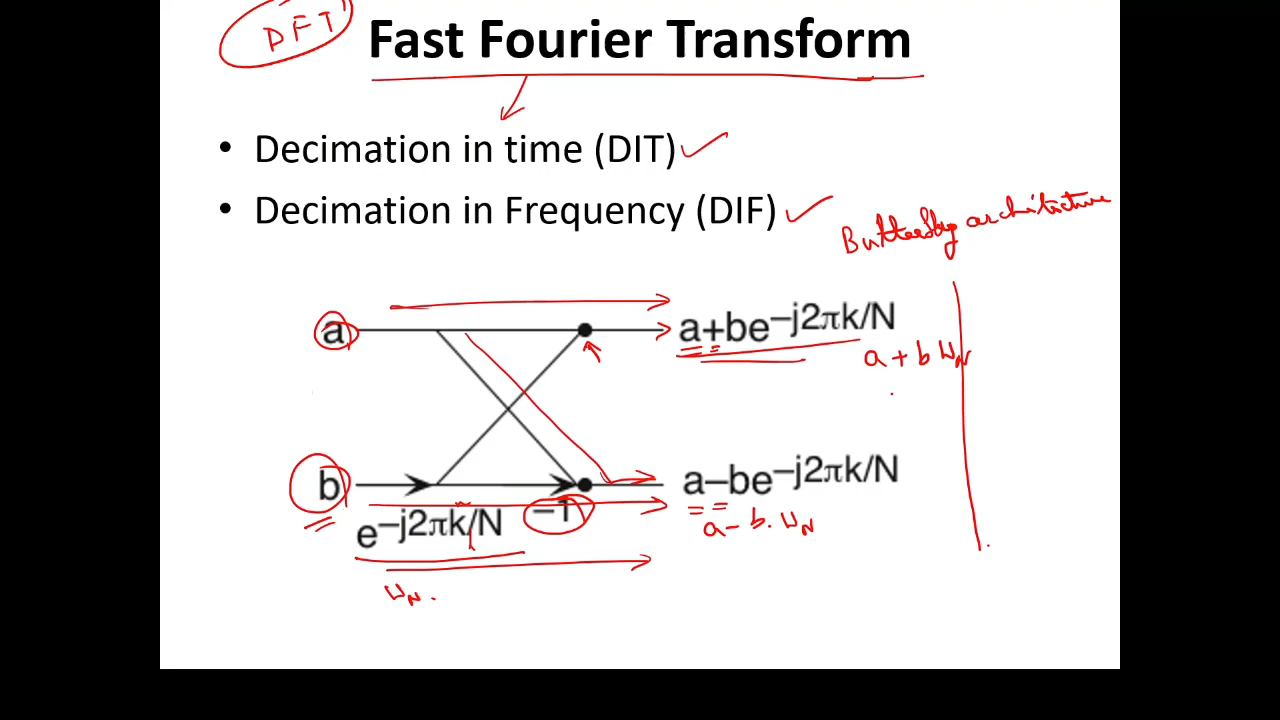 DFT
Fast Fourier Transform
• Decimation in time (DIT)
• Decimation in Frequency (DIF)
Butterfly architecture
a
a+be^–j2πk/N
a + b WN
b
a–be^–j2πk/N
e^–j2πk/N
–1
a - b. WN
WN.